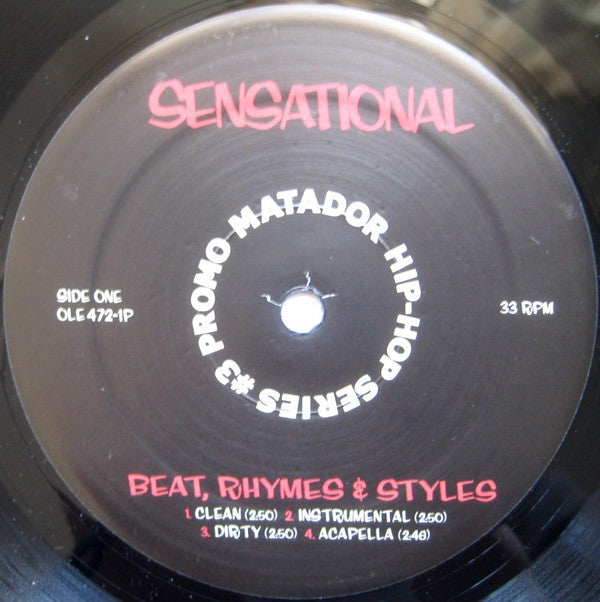 SENSATIONAL
PROMO MATADOR HIP-HOP SERIES #3
SIDE ONE
OLE 472-1P
33 RPM
BEAT, RHYMES & STYLES
1. CLEAN (2:50) 2. INSTRUMENTAL (2:50)
3. DIRTY (2:50) 4. ACAPELLA (2:46)